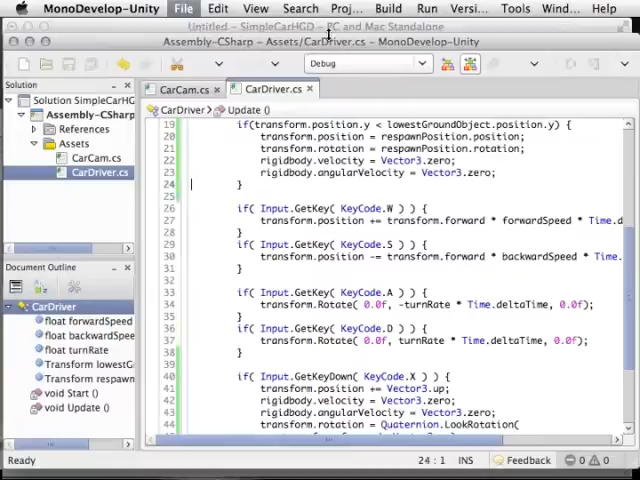 MonoDevelop-Unity File Edit View Search Proj... Build Run Versi... Tools Window Help
Untitled - SimpleCarHGD - PC and Mac Standalone
Assembly-CSharp - Assets/CarDriver.cs - MonoDevelop-Unity
Debug
Solution
CarCam.cs
CarDriver.cs
Solution SimpleCarHG
CarDriver
Update ()
Assembly-CSharp
References
Assets
CarCam.cs
CarDriver.cs
19 if(transform.position.y < lowestGroundObject.position.y) {
20 transform.position = respawnPosition.position;
21 transform.rotation = respawnPosition.rotation;
22 rigidbody.velocity = Vector3.zero;
23 rigidbody.angularVelocity = Vector3.zero;
24 }
25
26 if( Input.GetKey( KeyCode.W ) ) {
27 transform.position += transform.forward * forwardSpeed * Time.d
28 }
29 if( Input.GetKey( KeyCode.S ) ) {
30 transform.position -= transform.forward * backwardSpeed * Time.
31 }
32
33 if( Input.GetKey( KeyCode.A ) ) {
34 transform.Rotate( 0.0f, -turnRate * Time.deltaTime, 0.0f);
35 }
36 if( Input.GetKey( KeyCode.D ) ) {
37 transform.Rotate( 0.0f, turnRate * Time.deltaTime, 0.0f);
38 }
39
40 if( Input.GetKeyDown( KeyCode.X ) ) {
41 transform.position += Vector3.up;
42 rigidbody.velocity = Vector3.zero;
43 rigidbody.angularVelocity = Vector3.zero;
44 transform.rotation = Quaternion.LookRotation(
Document Outline
CarDriver
float forwardSpeed
float backwardSpee
float turnRate
Transform lowestG
Transform respawn
void Start ()
void Update ()
Ready
24 : 1
INS
Feedback
0
0